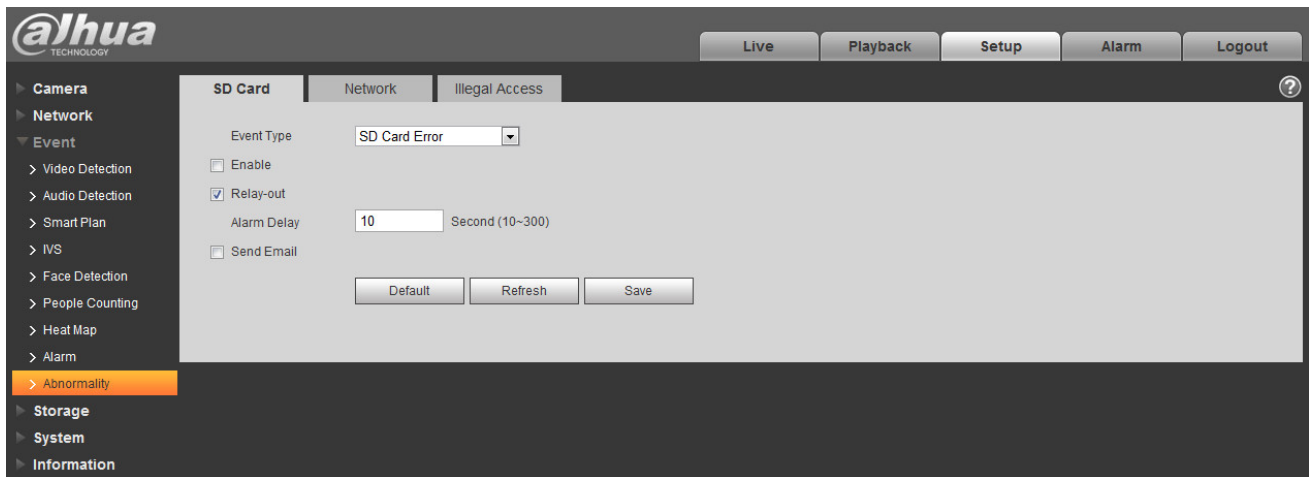 alhua
TECHNOLOGY
Live Playback Setup Alarm Logout
Camera
Network
Event
Video Detection
Audio Detection
Smart Plan
IVS
Face Detection
People Counting
Heat Map
Alarm
Abnormality
Storage
System
Information
SD Card Network Illegal Access ?
Event Type SD Card Error
Enable
Relay-out
Alarm Delay 10 Second (10~300)
Send Email
Default Refresh Save